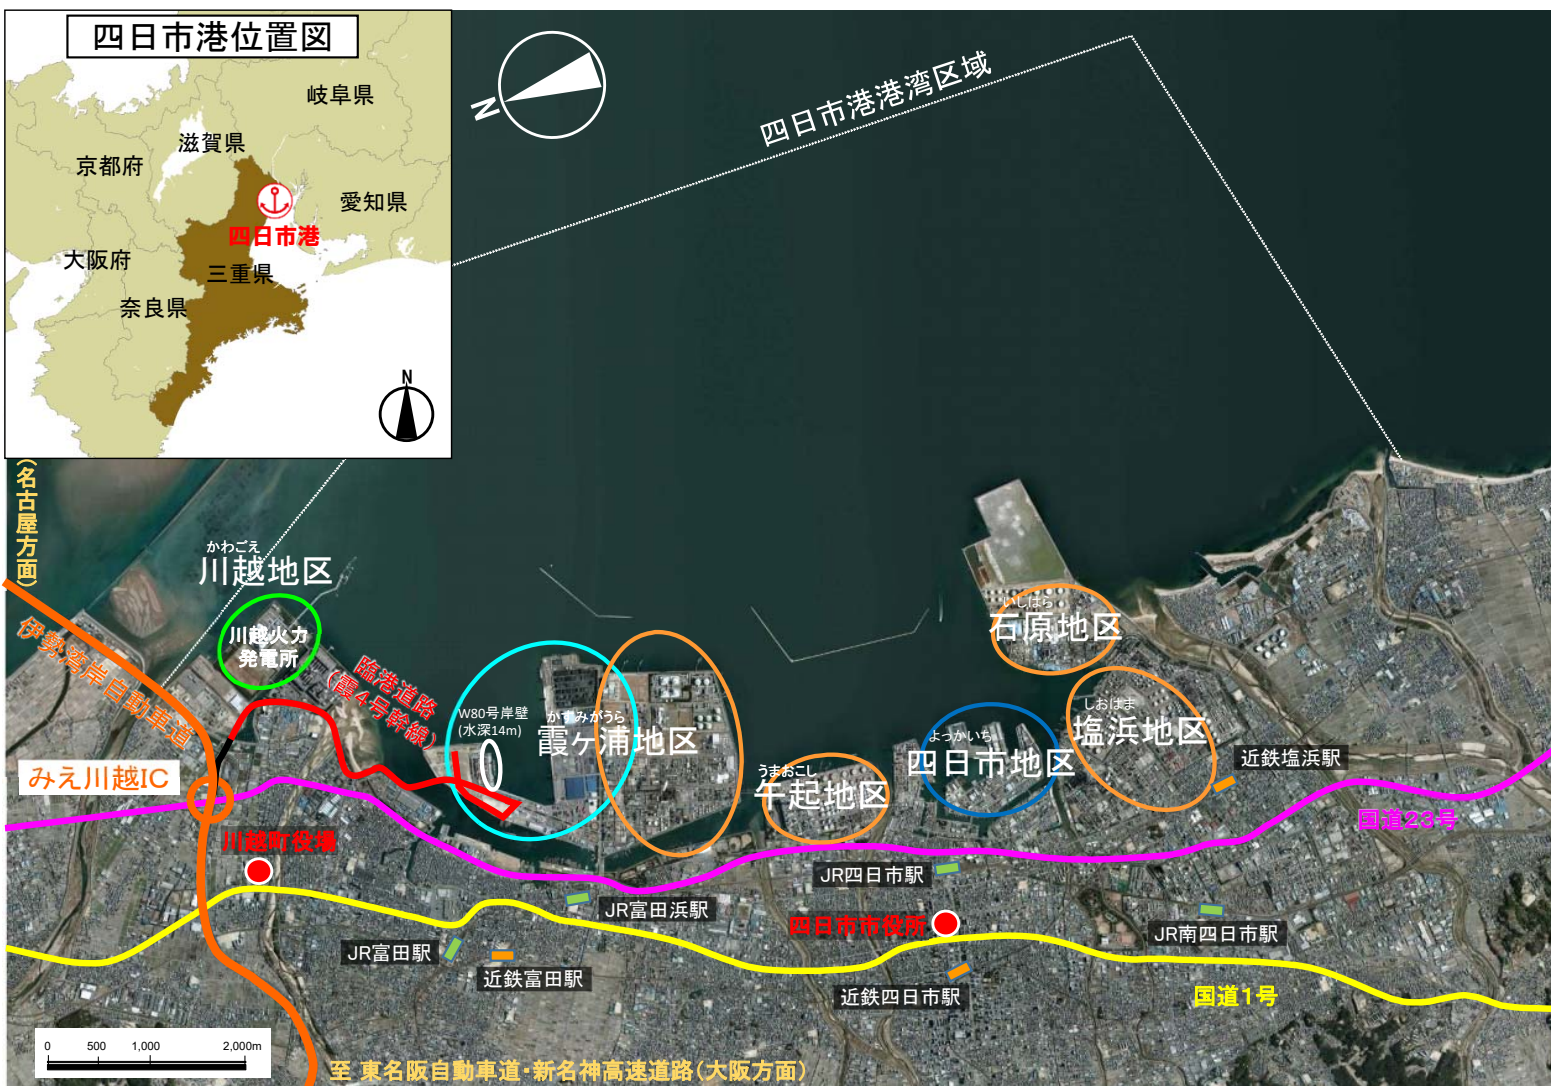 四日市港位置図
岐阜県
滋賀県
京都府
愛知県
四日市港
大阪府
三重県
奈良県
N
N
四日市港港湾区域
(名古屋方面)
伊勢湾岸自動車道
かわごえ
川越地区
川越火力
発電所
臨港道路
(霞4号幹線)
W80号岸壁
(水深14m)
かすみがうら
霞ヶ浦地区
うまおこし
午起地区
よっかいち
四日市地区
いしはら
石原地区
しおはま
塩浜地区
近鉄塩浜駅
みえ川越IC
国道23号
川越町役場
JR四日市駅
JR富田浜駅
四日市市役所
JR南四日市駅
JR富田駅
近鉄富田駅
近鉄四日市駅
国道1号
0 500 1,000 2,000m
至 東名阪自動車道・新名神高速道路(大阪方面)